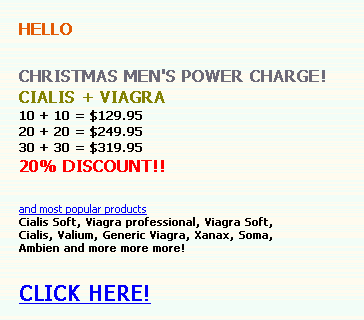 HELLO
CHRISTMAS MEN'S POWER CHARGE!
CIALIS + VIAGRA
10 + 10 = $129.95
20 + 20 = $249.95
30 + 30 = $319.95
20% DISCOUNT!!
and most popular products
Cialis Soft, Viagra professional, Viagra Soft,
Cialis, Valium, Generic Viagra, Xanax, Soma,
Ambien and more more more!
CLICK HERE!